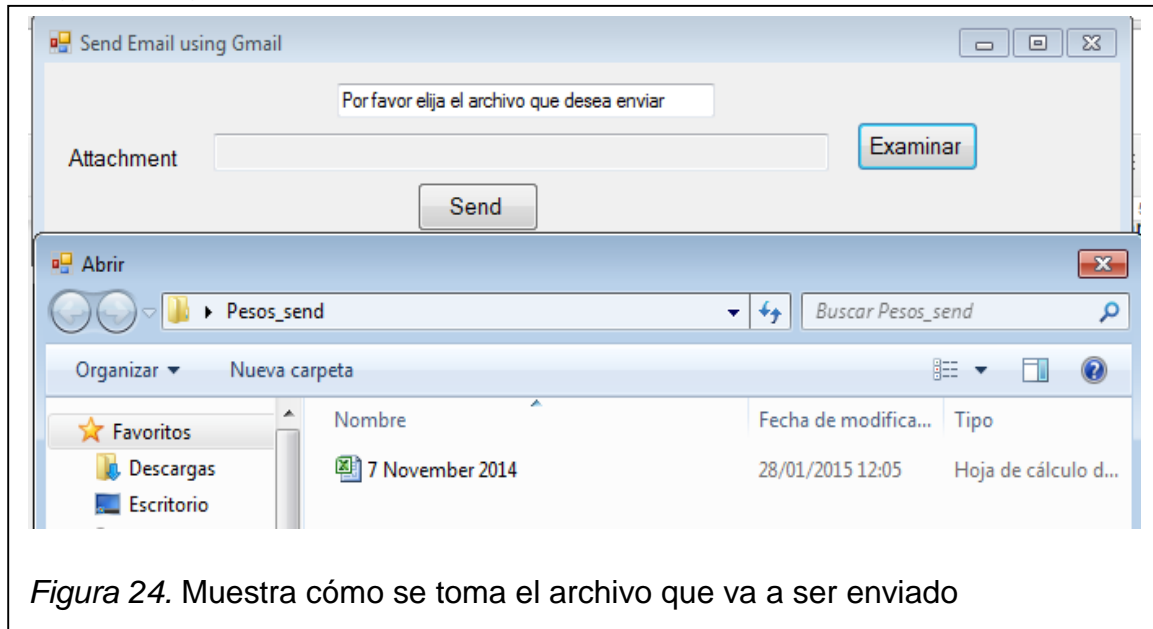 Send Email using Gmail
Por favor elija el archivo que desea enviar
Attachment
Examinar
Send
Abrir
Pesos_send
Buscar Pesos_send
Organizar
Nueva carpeta
Favoritos
Descargas
Escritorio
Nombre Fecha de modifica... Tipo
7 November 2014 28/01/2015 12:05 Hoja de cálculo d...
Figura 24. Muestra cómo se toma el archivo que va a ser enviado